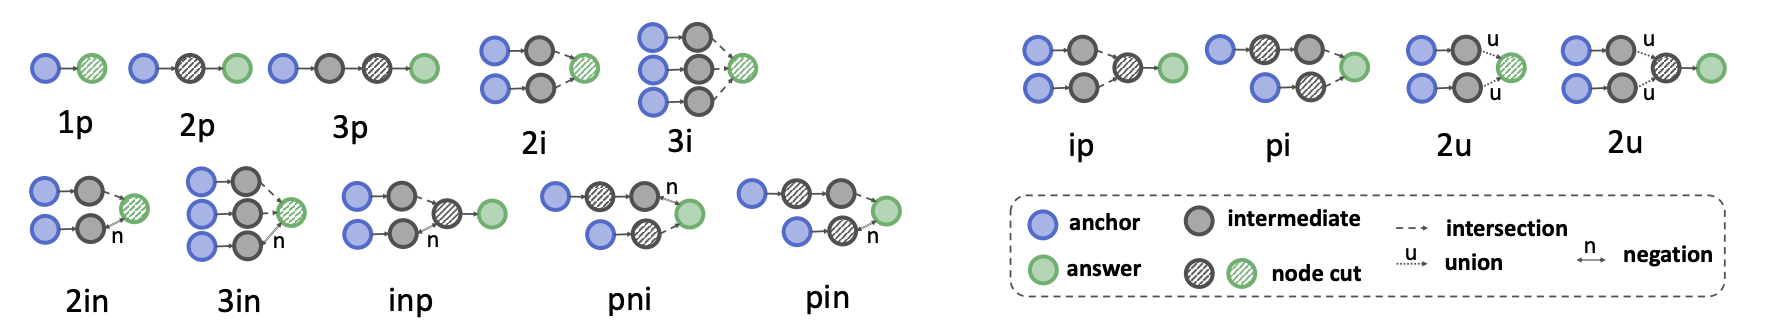 1p
2p
3p
2i
3i
n
2in
n
3in
n
inp
n
pni
n
pin
ip
pi
u
u
2u
u
u
2u
anchor
answer
intermediate
node cut
intersection
u
union
n
negation